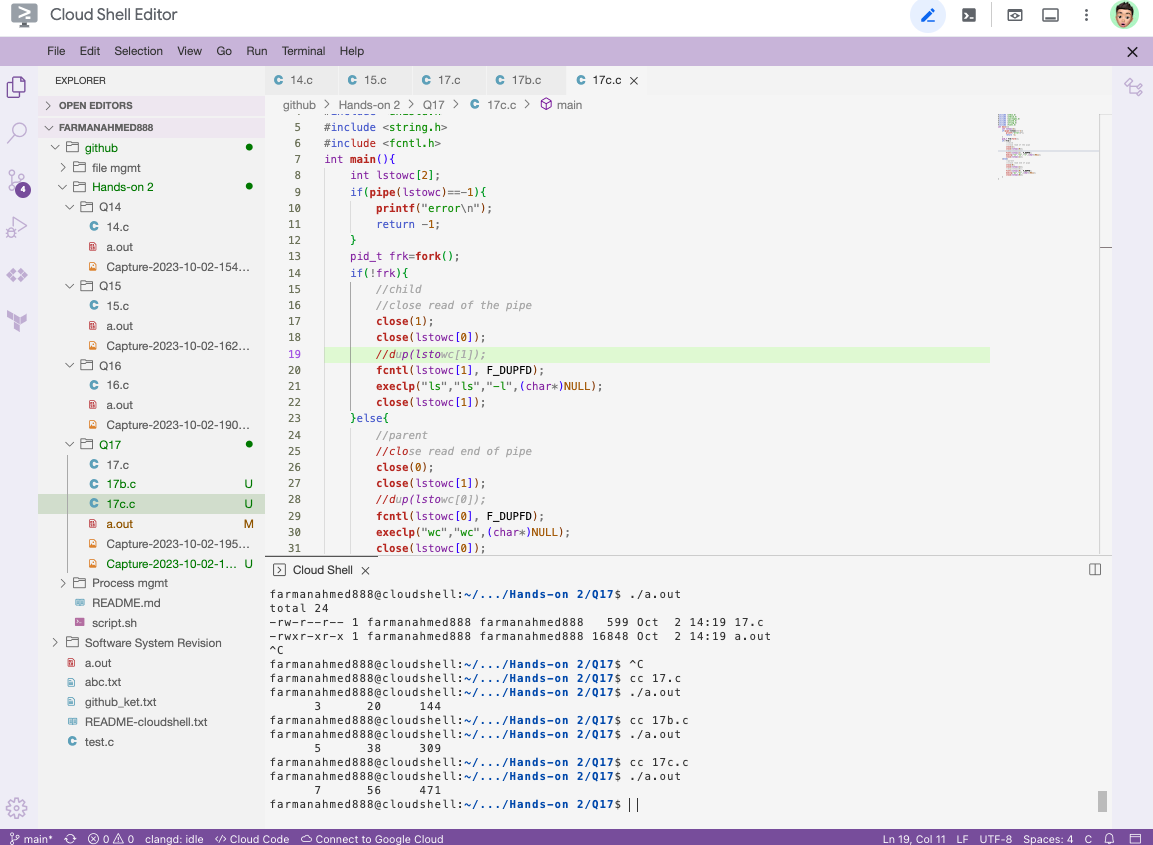 Cloud Shell Editor
File Edit Selection View Go Run Terminal Help
EXPLORER
OPEN EDITORS
FARMANAHMED888
github
file mgmt
Hands-on 2
Q14
14.c
a.out
Capture-2023-10-02-154...
Q15
15.c
a.out
Capture-2023-10-02-162...
Q16
16.c
a.out
Capture-2023-10-02-190...
Q17
17.c
17b.c U
17c.c U
a.out M
Capture-2023-10-02-195...
Capture-2023-10-02-1... U
Process mgmt
README.md
script.sh
Software System Revision
a.out
abc.txt
github_ket.txt
README-cloudshell.txt
test.c
4
14.c 15.c 17.c 17b.c 17c.c
github > Hands-on 2 > Q17 > C 17c.c > main
5 #include <string.h>
6 #include <fcntl.h>
7 int main(){
8 int lstowc[2];
9 if(pipe(lstowc)==-1){
10 printf("error\n");
11 return -1;
12 }
13 pid_t frk=fork();
14 if(!frk){
15 //child
16 //close read of the pipe
17 close(1);
18 close(lstowc[0]);
19 //dup(lstowc[1]);
20 fcntl(lstowc[1], F_DUPFD);
21 execlp("ls","ls","-l",(char*)NULL);
22 close(lstowc[1]);
23 }else{
24 //parent
25 //close read end of pipe
26 close(0);
27 close(lstowc[1]);
28 //dup(lstowc[0]);
29 fcntl(lstowc[0], F_DUPFD);
30 execlp("wc","wc",(char*)NULL);
31 close(lstowc[0]);
Cloud Shell
farmanahmed888@cloudshell:~/.../Hands-on 2/Q17$ ./a.out
total 24
-rw-r--r-- 1 farmanahmed888 farmanahmed888 599 Oct 2 14:19 17.c
-rwxr-xr-x 1 farmanahmed888 farmanahmed888 16848 Oct 2 14:19 a.out
^C
farmanahmed888@cloudshell:~/.../Hands-on 2/Q17$ ^C
farmanahmed888@cloudshell:~/.../Hands-on 2/Q17$ cc 17.c
farmanahmed888@cloudshell:~/.../Hands-on 2/Q17$ ./a.out
3 20 144
farmanahmed888@cloudshell:~/.../Hands-on 2/Q17$ cc 17b.c
farmanahmed888@cloudshell:~/.../Hands-on 2/Q17$ ./a.out
5 38 309
farmanahmed888@cloudshell:~/.../Hands-on 2/Q17$ cc 17c.c
farmanahmed888@cloudshell:~/.../Hands-on 2/Q17$ ./a.out
7 56 471
farmanahmed888@cloudshell:~/.../Hands-on 2/Q17$
main* 0 0 clangd: idle </> Cloud Code Connect to Google Cloud Ln 19, Col 11 LF UTF-8 Spaces: 4 C